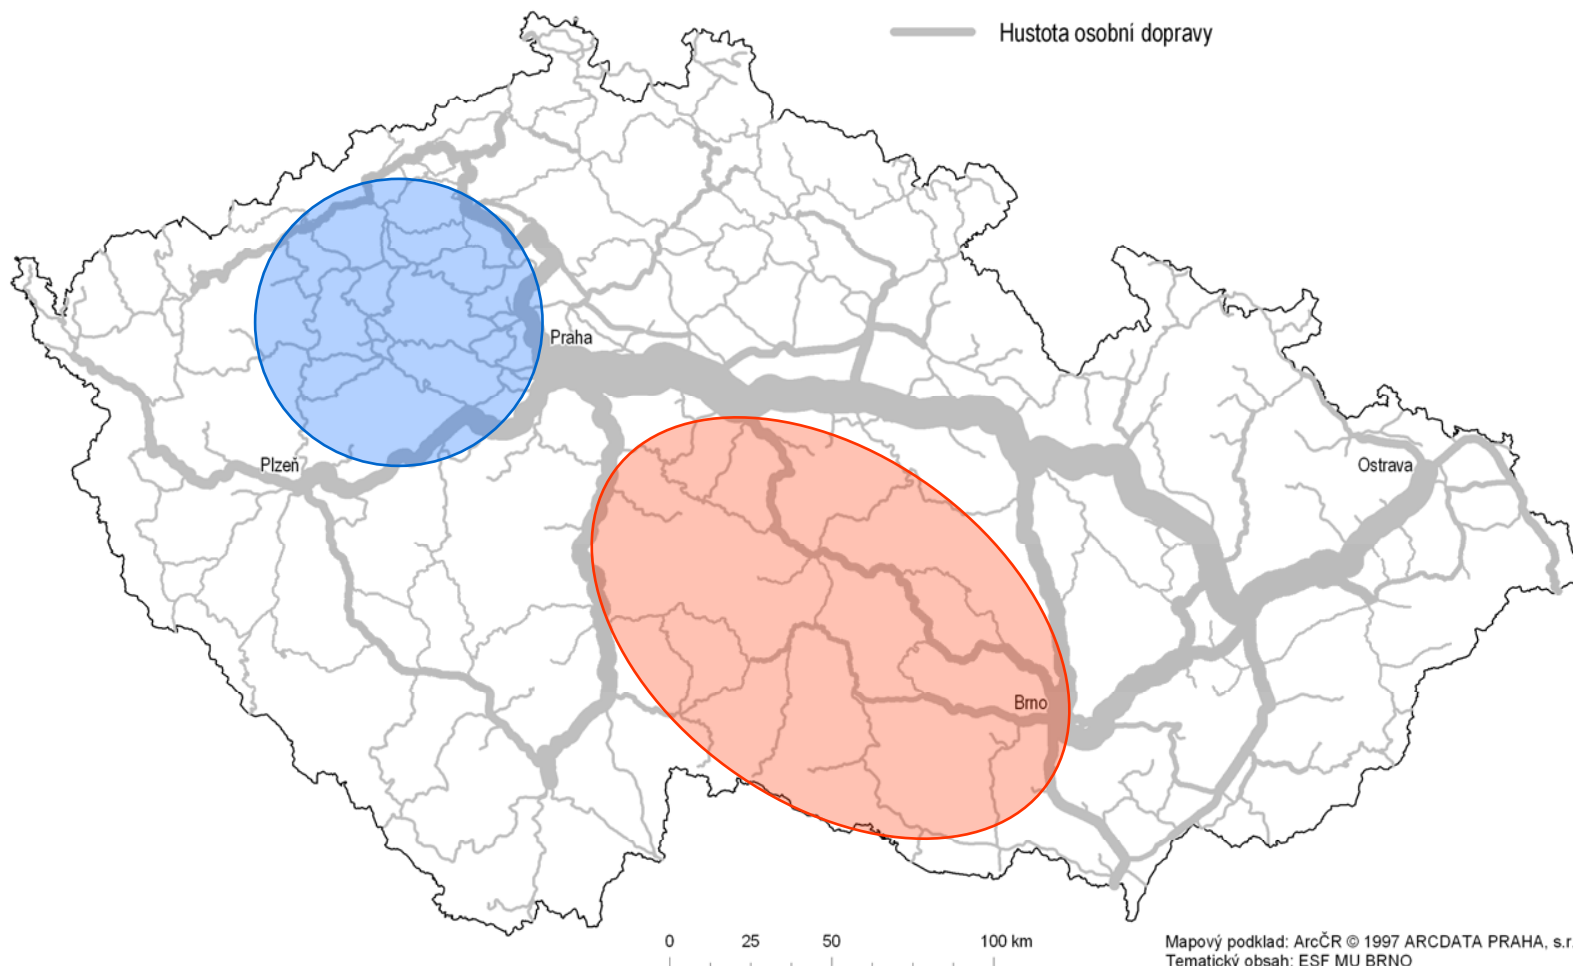 Hustota osobní dopravy
Praha
Plzeň
Ostrava
Brno
0 25 50 100 km
Mapový podklad: ArcČR © 1997 ARCDATA PRAHA, s.r.
Tematický obsah: ESF MU BRNO